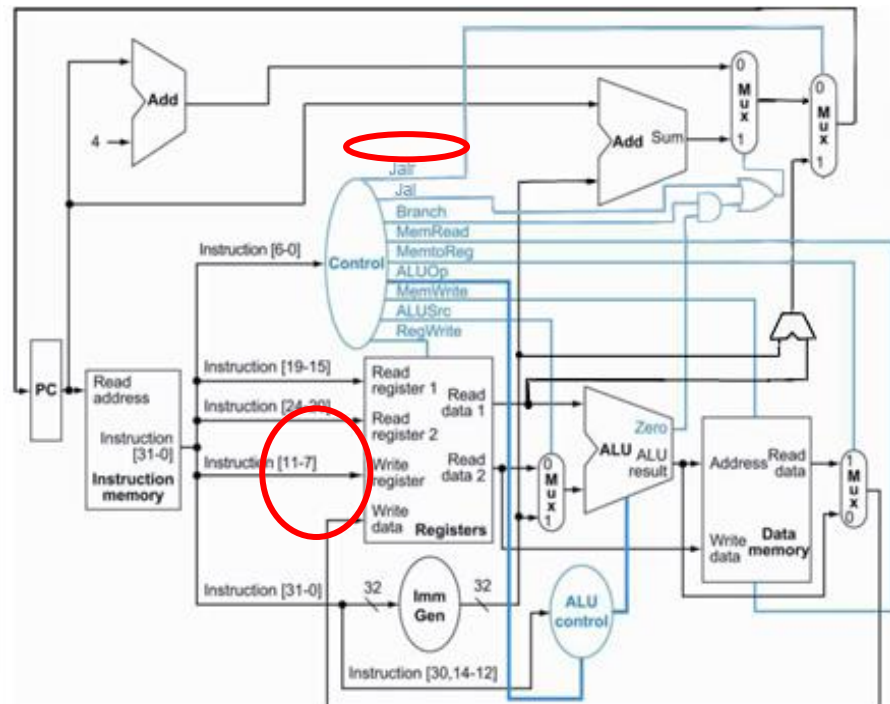 Add
4
Add Sum
0
Mux
1
0
Mux
1
Jalr
Jal
Branch
MemRead
MemtoReg
ALUOp
MemWrite
ALUSrc
RegWrite
Control
Instruction [6-0]
PC
Read
address
Instruction
[31-0]
Instruction
memory
Instruction [19-15]
Instruction [24-20]
Instruction [11-7]
Instruction [31-0]
Read
register 1
Read
register 2
Write
register
Write
data
Read
data 1
Read
data 2
Registers
0
Mux
1
Zero
ALU
ALU
result
Address
Read
data
Write
data
Data
memory
1
Mux
0
32
Imm
Gen
32
ALU
control
Instruction [30,14-12]